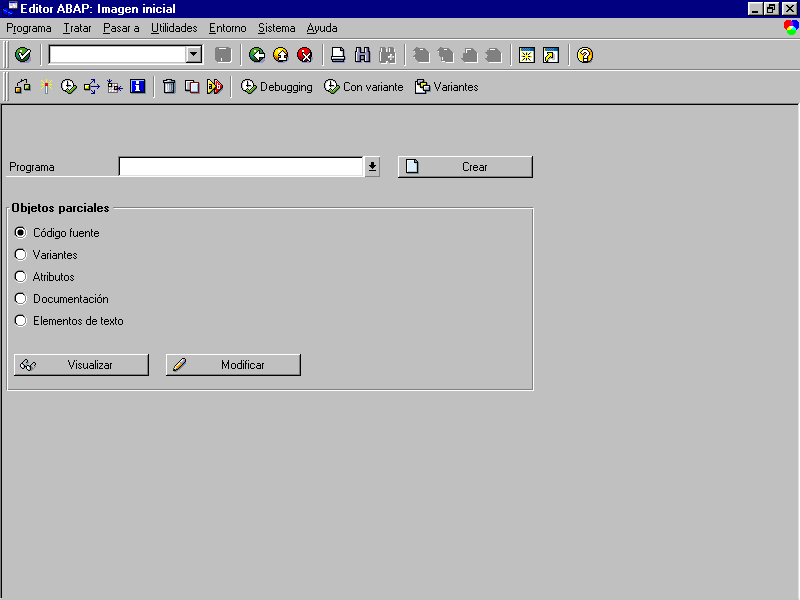 Editor ABAP: Imagen inicial
Programa Tratar Pasar a Utilidades Entorno Sistema Ayuda
Debugging Con variante Variantes
Programa Crear
Objetos parciales
Código fuente
Variantes
Atributos
Documentación
Elementos de texto
Visualizar Modificar